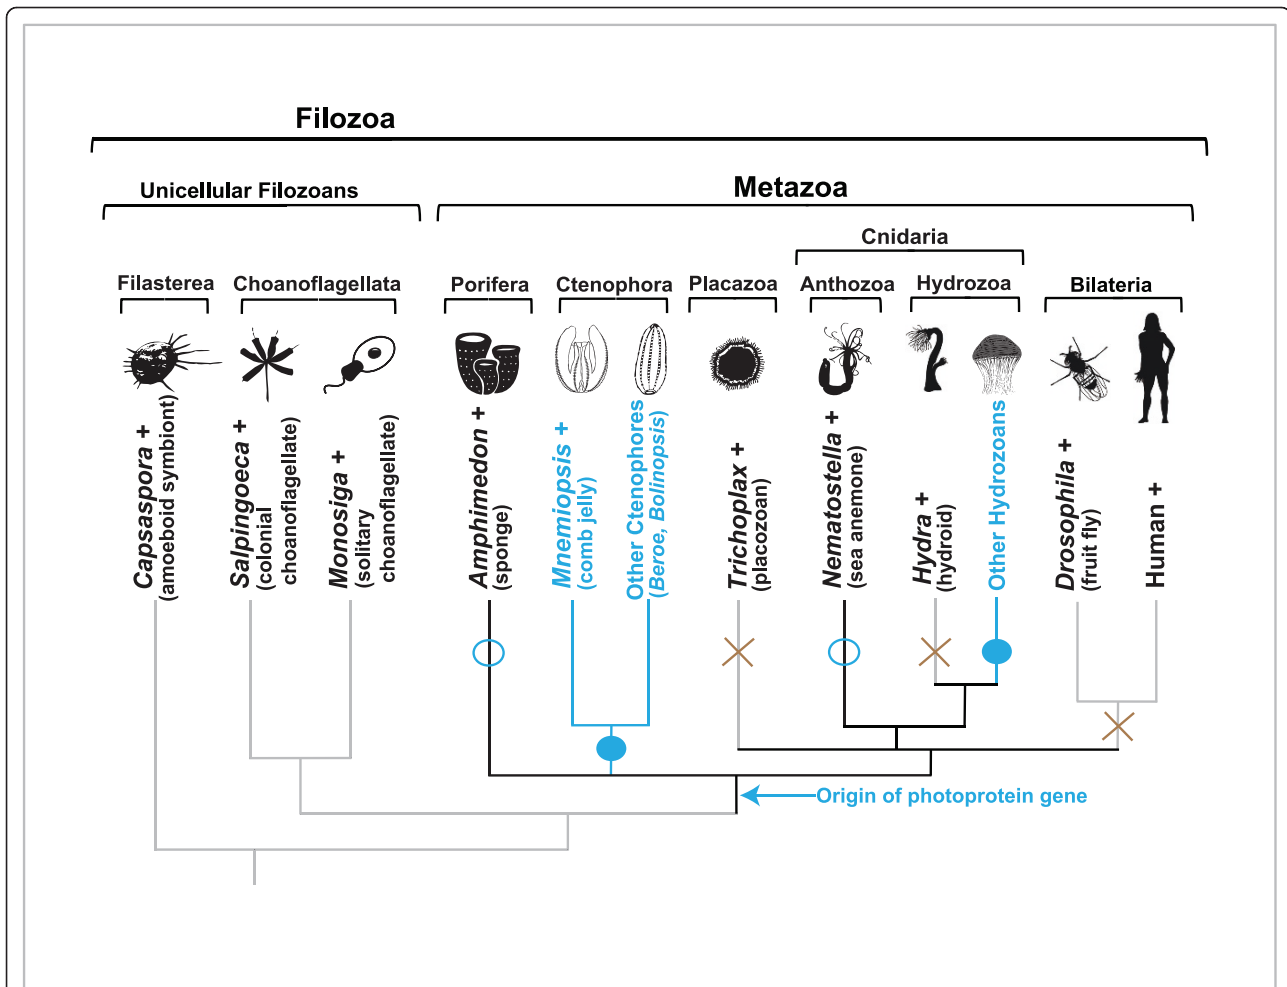 Filozoa
Unicellular Filozoans
Metazoa
Cnidaria
Filasterea
Choanoflagellata
Porifera
Ctenophora
Placazoa
Anthozoa
Hydrozoa
Bilateria
Capsaspora +
(amoeboid symbiont)
Salpingoeca +
(colonial
choanoflagellate)
Monosiga +
(solitary
choanoflagellate)
Amphimedon +
(sponge)
Mnemiopsis +
(comb jelly)
Other Ctenophores
(Beroe, Bolinopsis)
Trichoplax +
(placozoan)
Nematostella +
(sea anemone)
Hydra +
(hydroid)
Other Hydrozoans
Drosophila +
(fruit fly)
Human +
Origin of photoprotein gene